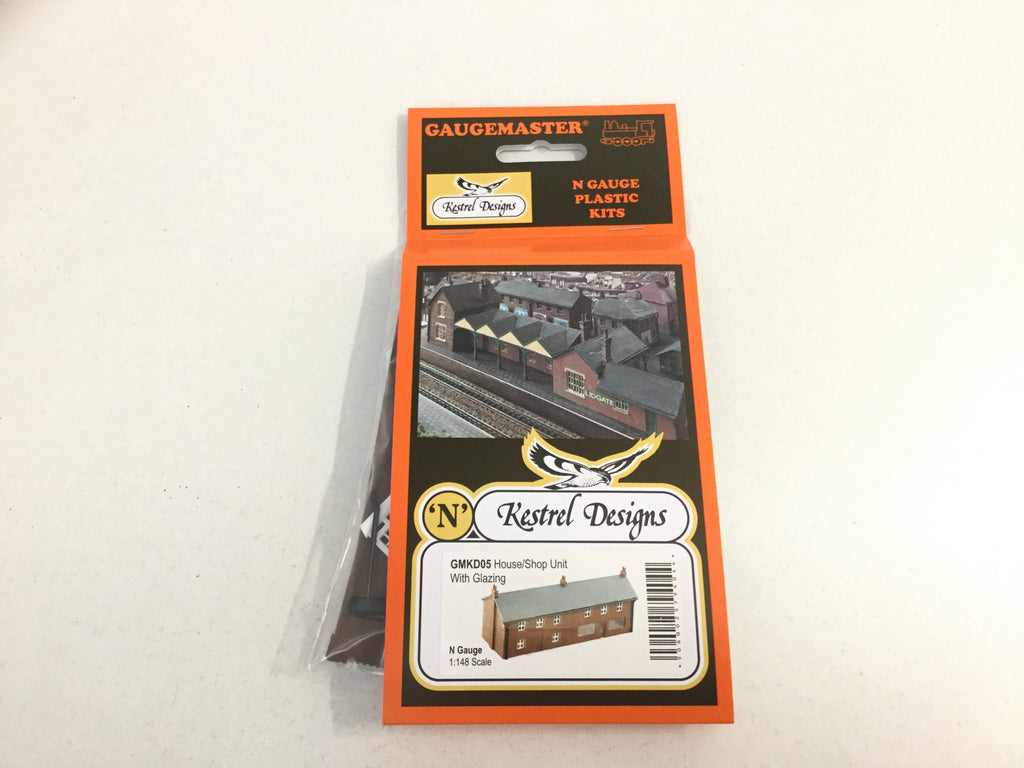 GAUGEMASTER®
Kestrel Designs
N GAUGE
PLASTIC
KITS
LIDGATE
'N'
Kestrel Designs
GMKD05 House/Shop Unit
With Glazing
N Gauge
1:148 Scale